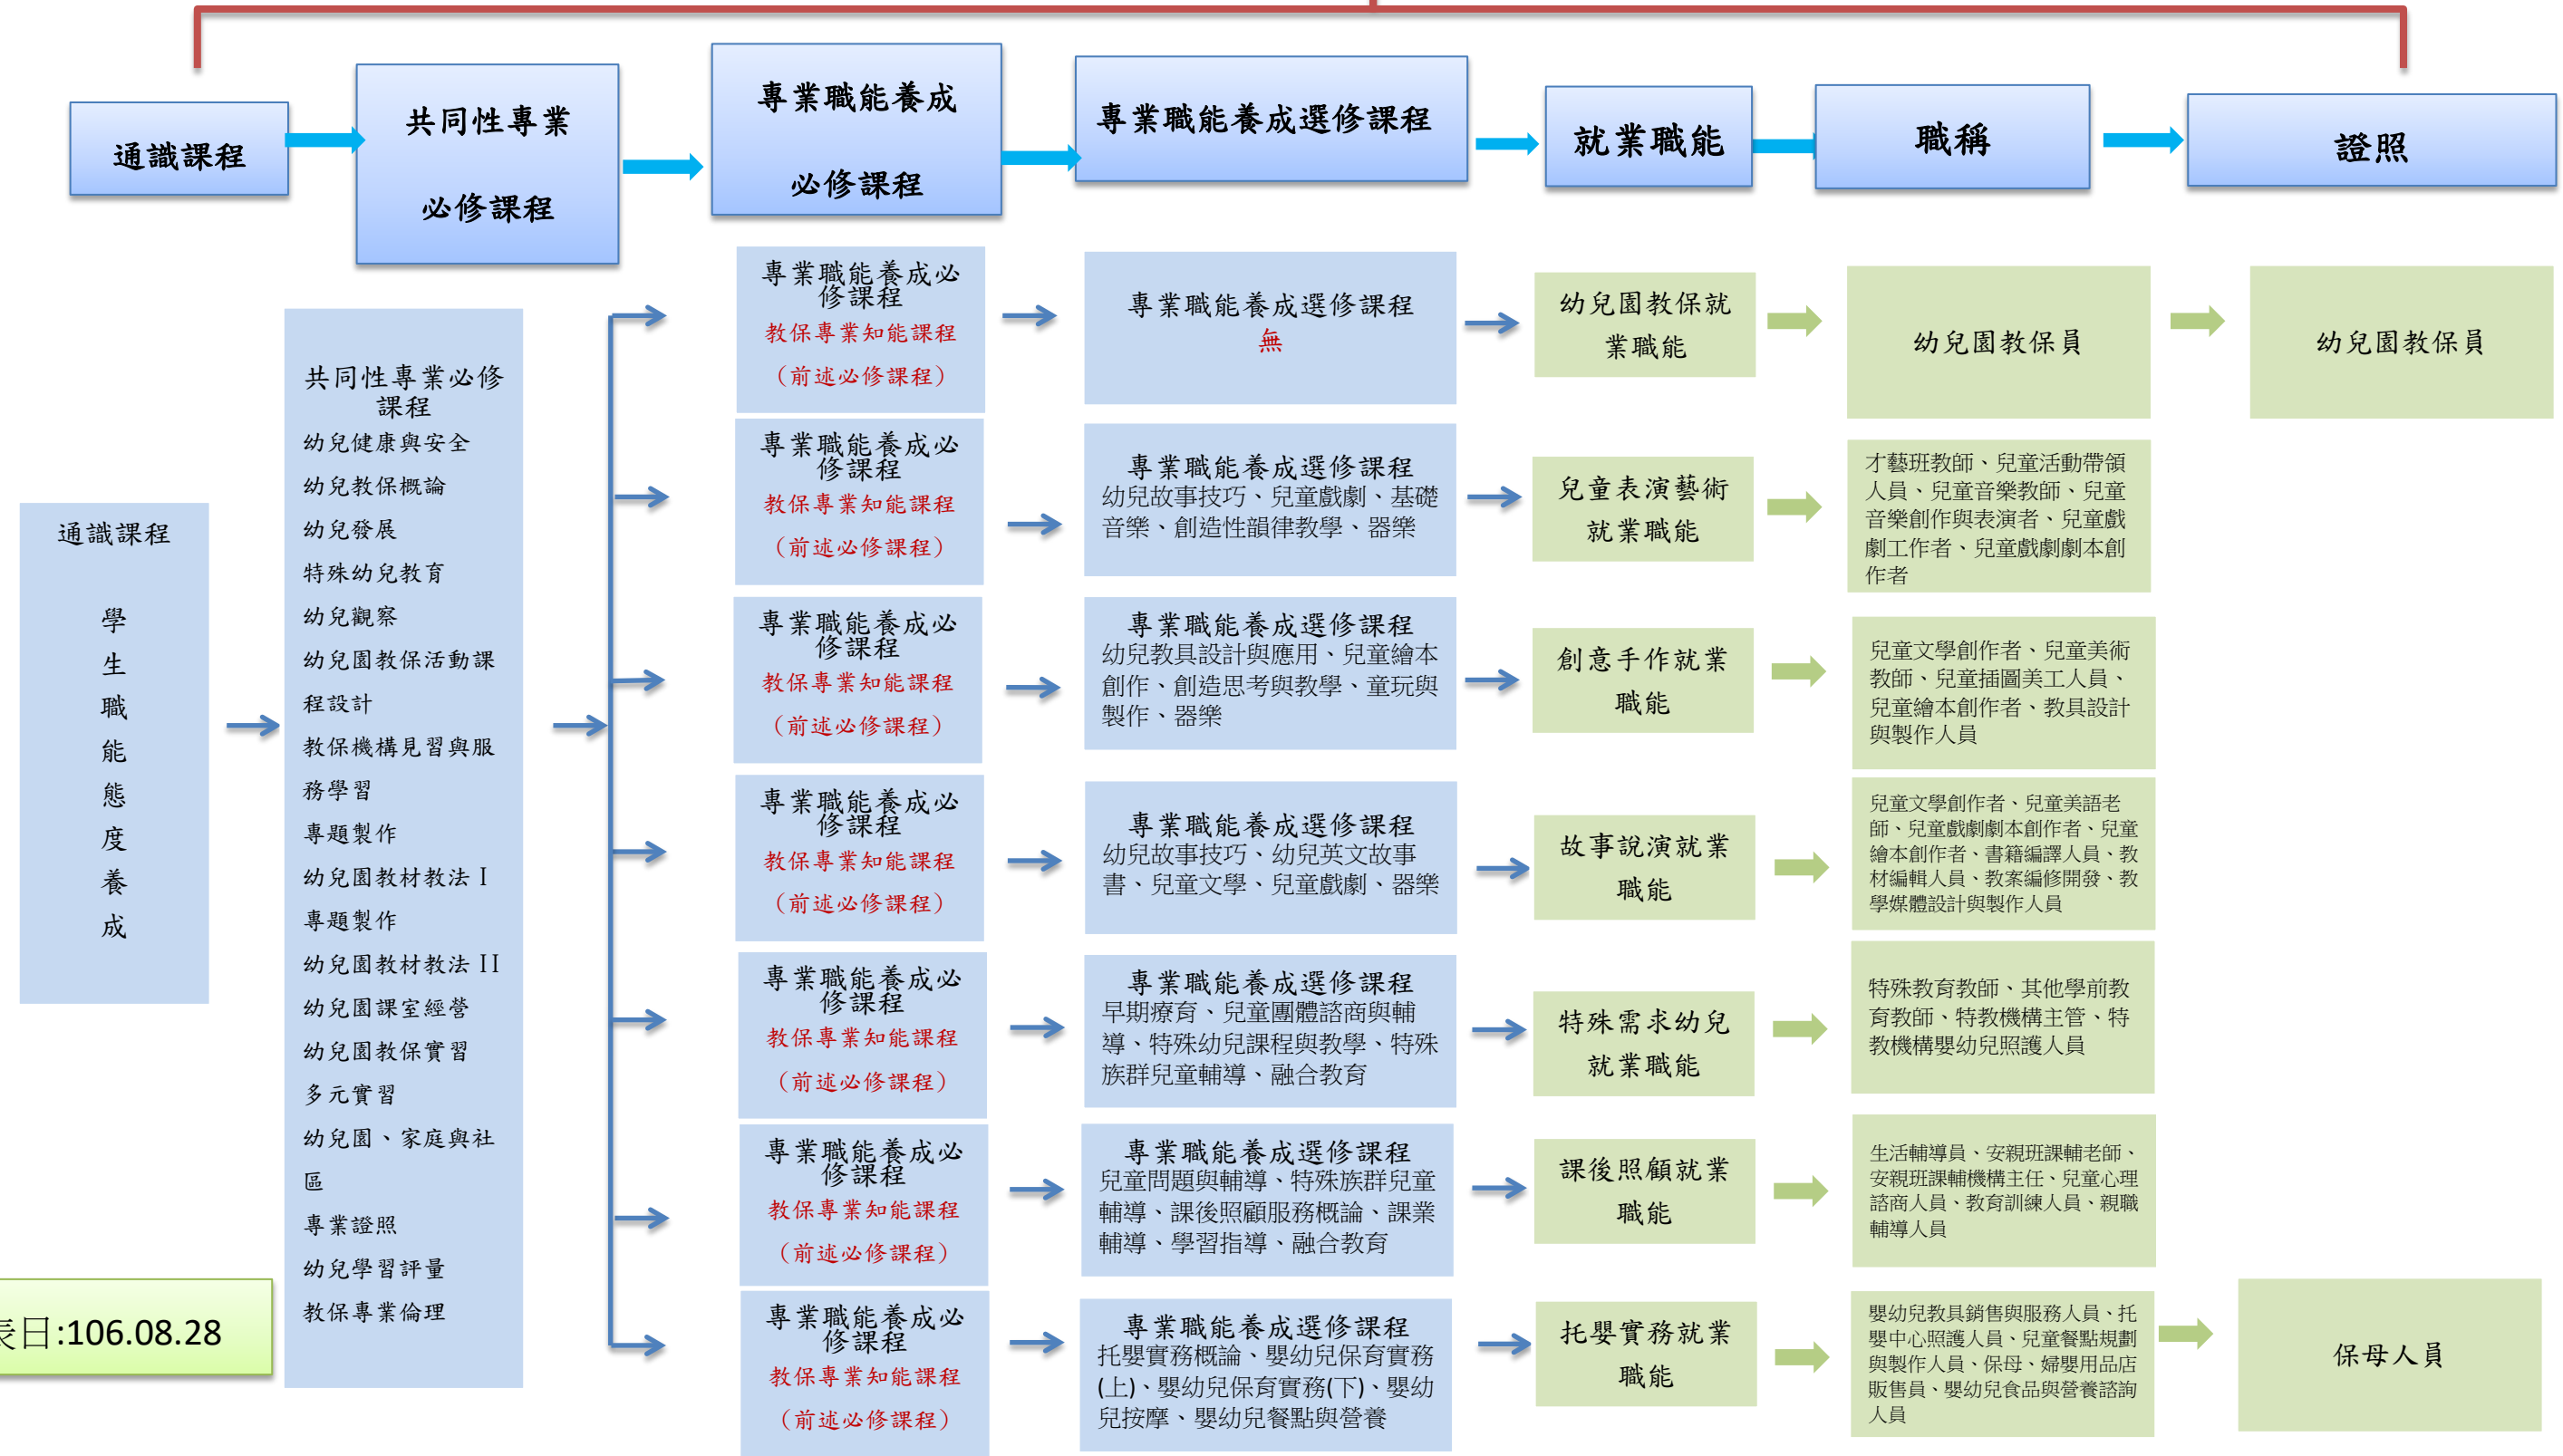 通識課程
共同性專業
必修課程
專業職能養成
必修課程
專業職能養成選修課程
就業職能
職稱
證照
通識課程
學
生
職
能
態
度
養
成
共同性專業必修
課程
幼兒健康與安全
幼兒教保概論
幼兒發展
特殊幼兒教育
幼兒觀察
幼兒園教保活動課
程設計
教保機構見習與服
務學習
專題製作
幼兒園教材教法 I
專題製作
幼兒園教材教法 II
幼兒園課室經營
幼兒園教保實習
多元實習
幼兒園、家庭與社
區
專業證照
幼兒學習評量
教保專業倫理
專業職能養成必
修課程
教保專業知能課程
（前述必修課程）
專業職能養成選修課程
無
幼兒園教保就
業職能
幼兒園教保員
幼兒園教保員
專業職能養成必
修課程
教保專業知能課程
（前述必修課程）
專業職能養成選修課程
幼兒故事技巧、兒童戲劇、基礎
音樂、創造性韻律教學、器樂
兒童表演藝術
就業職能
才藝班教師、兒童活動帶領
人員、兒童音樂教師、兒童
音樂創作與表演者、兒童戲
劇工作者、兒童戲劇劇本創
作者
專業職能養成必
修課程
教保專業知能課程
（前述必修課程）
專業職能養成選修課程
幼兒教具設計與應用、兒童繪本
創作、創造思考與教學、童玩與
製作、器樂
創意手作就業
職能
兒童文學創作者、兒童美術
教師、兒童插圖美工人員、
兒童繪本創作者、教具設計
與製作人員
專業職能養成必
修課程
教保專業知能課程
（前述必修課程）
專業職能養成選修課程
幼兒故事技巧、幼兒英文故事
書、兒童文學、兒童戲劇、器樂
故事說演就業
職能
兒童文學創作者、兒童美語老
師、兒童戲劇劇本創作者、兒童
繪本創作者、書籍編譯人員、教
材編輯人員、教案編修開發、教
學媒體設計與製作人員
專業職能養成必
修課程
教保專業知能課程
（前述必修課程）
專業職能養成選修課程
早期療育、兒童團體諮商與輔
導、特殊幼兒課程與教學、特殊
族群兒童輔導、融合教育
特殊需求幼兒
就業職能
特殊教育教師、其他學前教
育教師、特教機構主管、特
教機構嬰幼兒照護人員
專業職能養成必
修課程
教保專業知能課程
（前述必修課程）
專業職能養成選修課程
兒童問題與輔導、特殊族群兒童
輔導、課後照顧服務概論、課業
輔導、學習指導、融合教育
課後照顧就業
職能
生活輔導員、安親班課輔老師、
安親班課輔機構主任、兒童心理
諮商人員、教育訓練人員、親職
輔導人員
專業職能養成必
修課程
教保專業知能課程
（前述必修課程）
專業職能養成選修課程
托嬰實務概論、嬰幼兒保育實務
(上)、嬰幼兒保育實務(下)、嬰幼
兒按摩、嬰幼兒餐點與營養
托嬰實務就業
職能
嬰幼兒教具銷售與服務人員、托
嬰中心照護人員、兒童餐點規劃
與製作人員、保母、婦嬰用品店
販售員、嬰幼兒食品與營養諮詢
人員
保母人員
表日:106.08.28